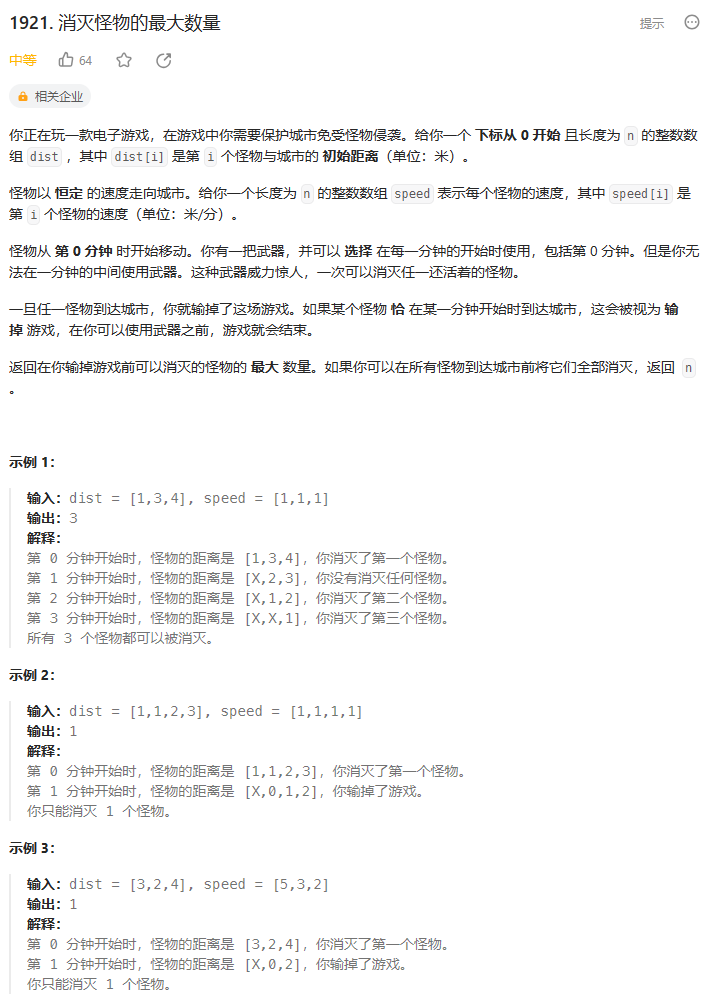 1921. 消灭怪物的最大数量
提示
中等
64
相关企业
你正在玩一款电子游戏，在游戏中你需要保护城市免受怪物侵袭。给你一个 下标从 0 开始 且长度为 n 的整数数
组 dist ，其中 dist[i] 是第 i 个怪物与城市的 初始距离（单位：米）。
怪物以 恒定 的速度走向城市。给你一个长度为 n 的整数数组 speed 表示每个怪物的速度，其中 speed[i] 是
第 i 个怪物的速度（单位：米/分）。
怪物从 第 0 分钟 时开始移动。你有一把武器，并可以 选择 在每一分钟的开始时使用，包括第 0 分钟。但是你无
法在一分钟的中间使用武器。这种武器威力惊人，一次可以消灭任一还活着的怪物。
一旦任一怪物到达城市，你就输掉了这场游戏。如果某个怪物 恰 在某一分钟开始时到达城市，这会被视为 输
掉 游戏，在你可以使用武器之前，游戏就会结束。
返回在你输掉游戏前可以消灭的怪物的 最大 数量。如果你可以在所有怪物到达城市前将它们全部消灭，返回 n
。
示例 1：
输入：dist = [1,3,4], speed = [1,1,1]
输出：3
解释：
第 0 分钟开始时，怪物的距离是 [1,3,4]，你消灭了第一个怪物。
第 1 分钟开始时，怪物的距离是 [X,2,3]，你没有消灭任何怪物。
第 2 分钟开始时，怪物的距离是 [X,1,2]，你消灭了第二个怪物。
第 3 分钟开始时，怪物的距离是 [X,X,1]，你消灭了第三个怪物。
所有 3 个怪物都可以被消灭。
示例 2：
输入：dist = [1,1,2,3], speed = [1,1,1,1]
输出：1
解释：
第 0 分钟开始时，怪物的距离是 [1,1,2,3]，你消灭了第一个怪物。
第 1 分钟开始时，怪物的距离是 [X,0,1,2]，你输掉了游戏。
你只能消灭 1 个怪物。
示例 3：
输入：dist = [3,2,4], speed = [5,3,2]
输出：1
解释：
第 0 分钟开始时，怪物的距离是 [3,2,4]，你消灭了第一个怪物。
第 1 分钟开始时，怪物的距离是 [X,0,2]，你输掉了游戏。
你只能消灭 1 个怪物。